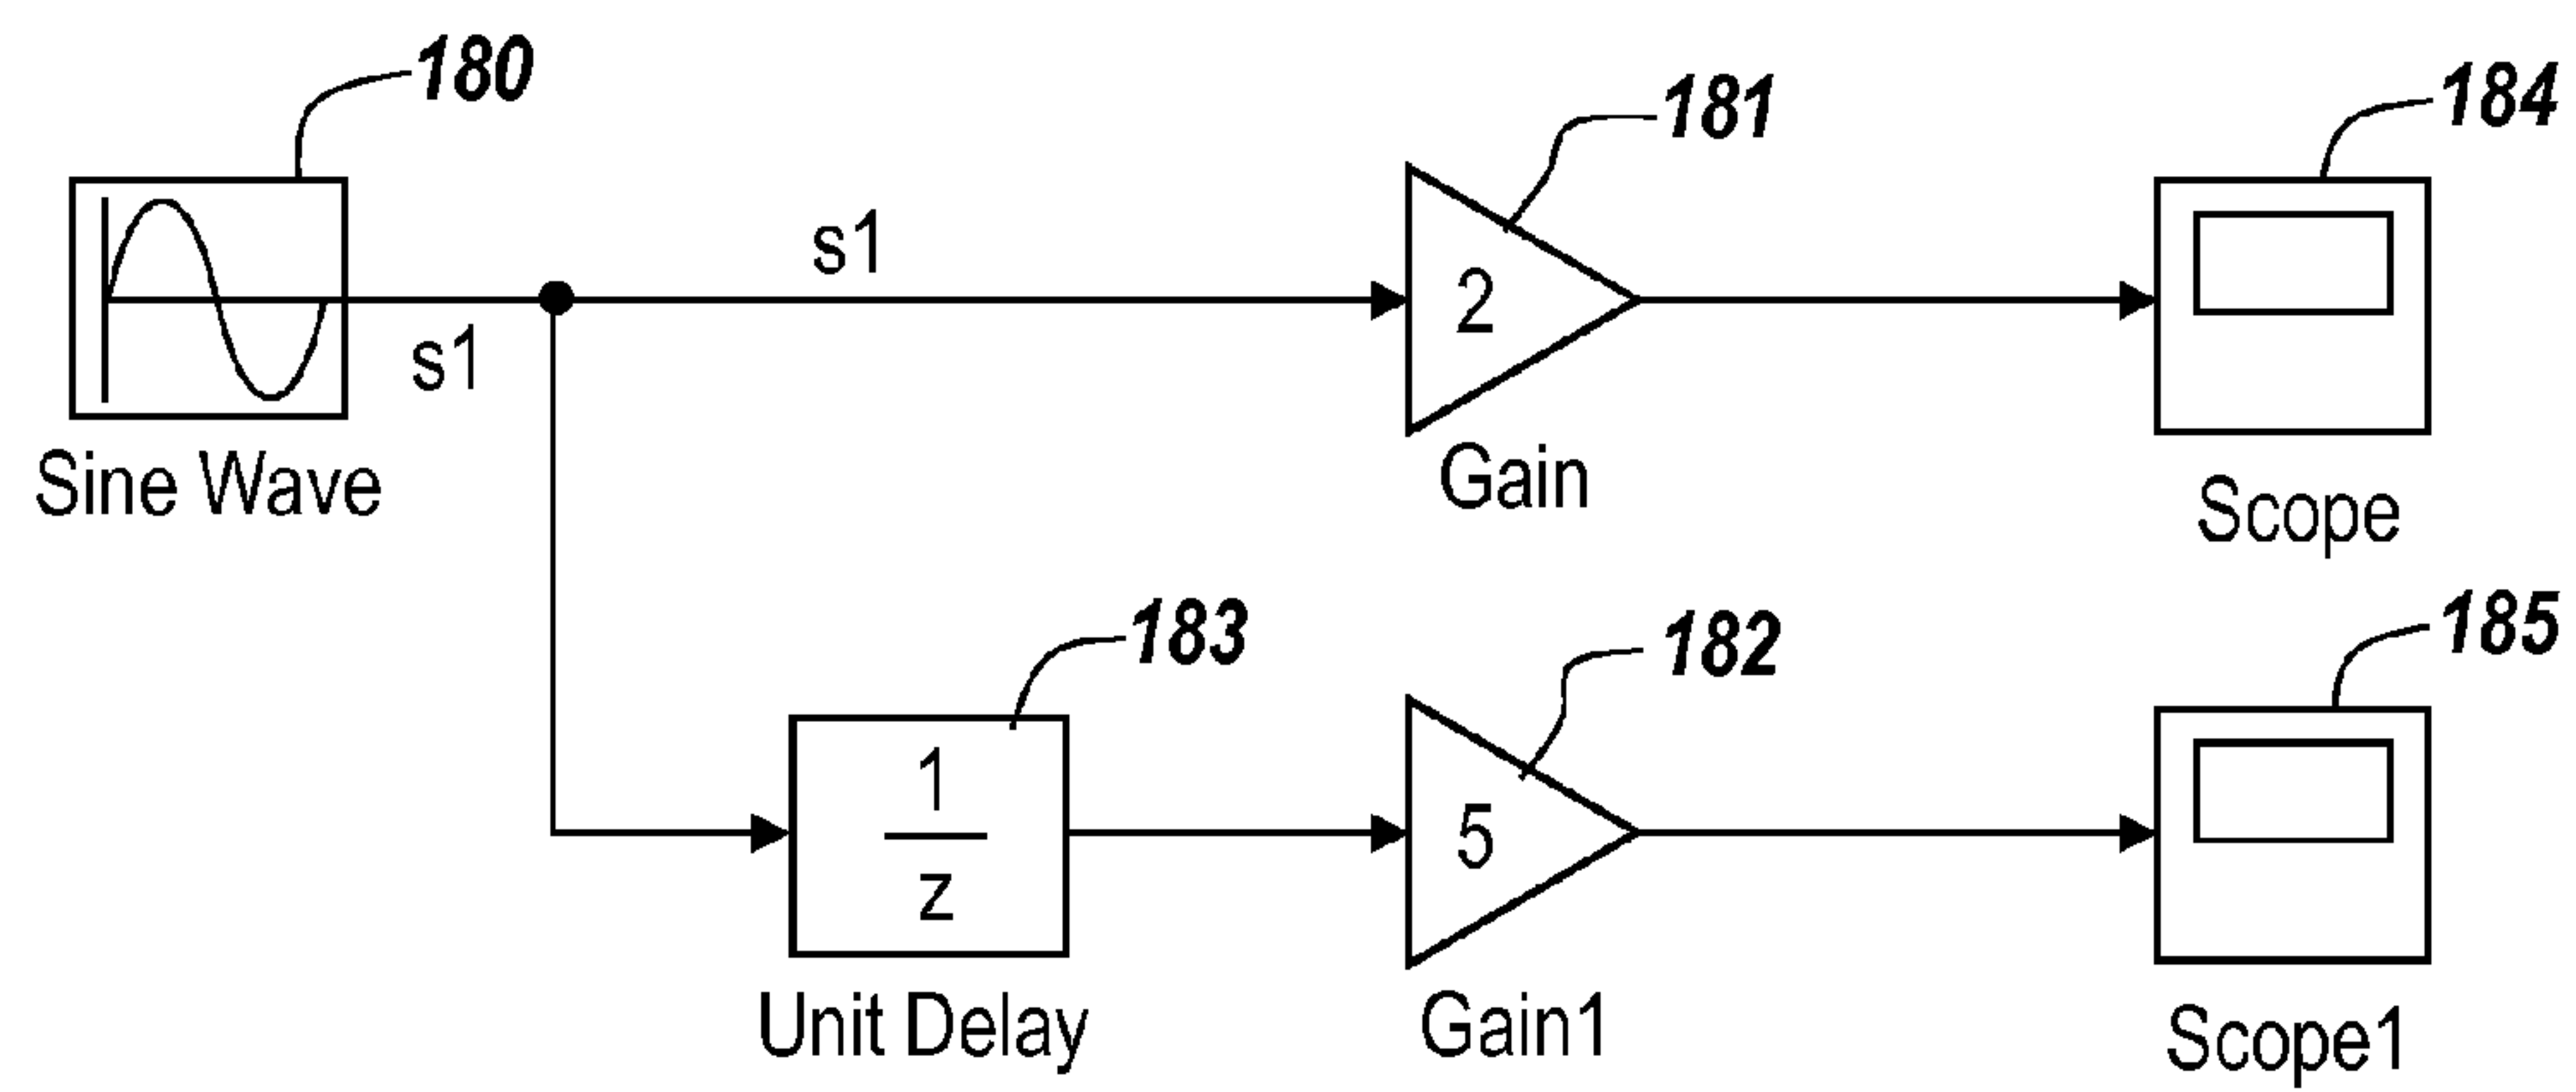 180
181
184
s1
s1
2
Sine Wave
Gain
Scope
183
182
185
1
z
5
Unit Delay
Gain1
Scope1